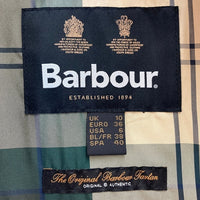 Barbour®
ESTABLISHED 1894
UK 10
EURO 36
USA 6
BL/FR 38
SPA 40
The Original Barbour Tartan
ORIGINAL & AUTHENTIC